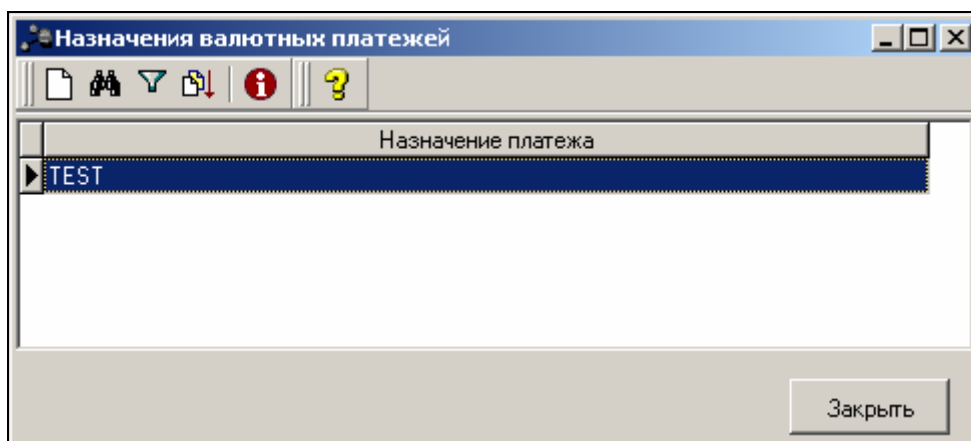 Назначения валютных платежей
Назначение платежа
TEST
Закрыть